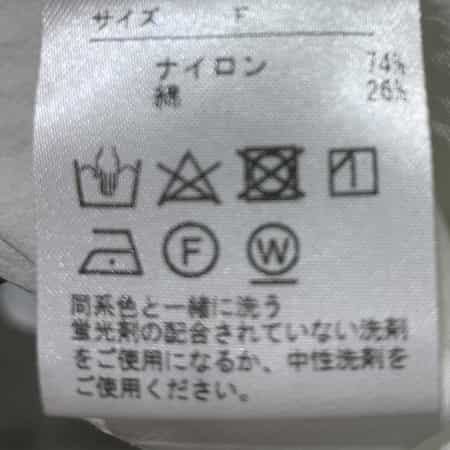 サイズ F
ナイロン 74%
綿 26%
F W
同系色と一緒に洗う
蛍光剤の配合されていない洗剤
をご使用になるか、中性洗剤を
ご使用ください。